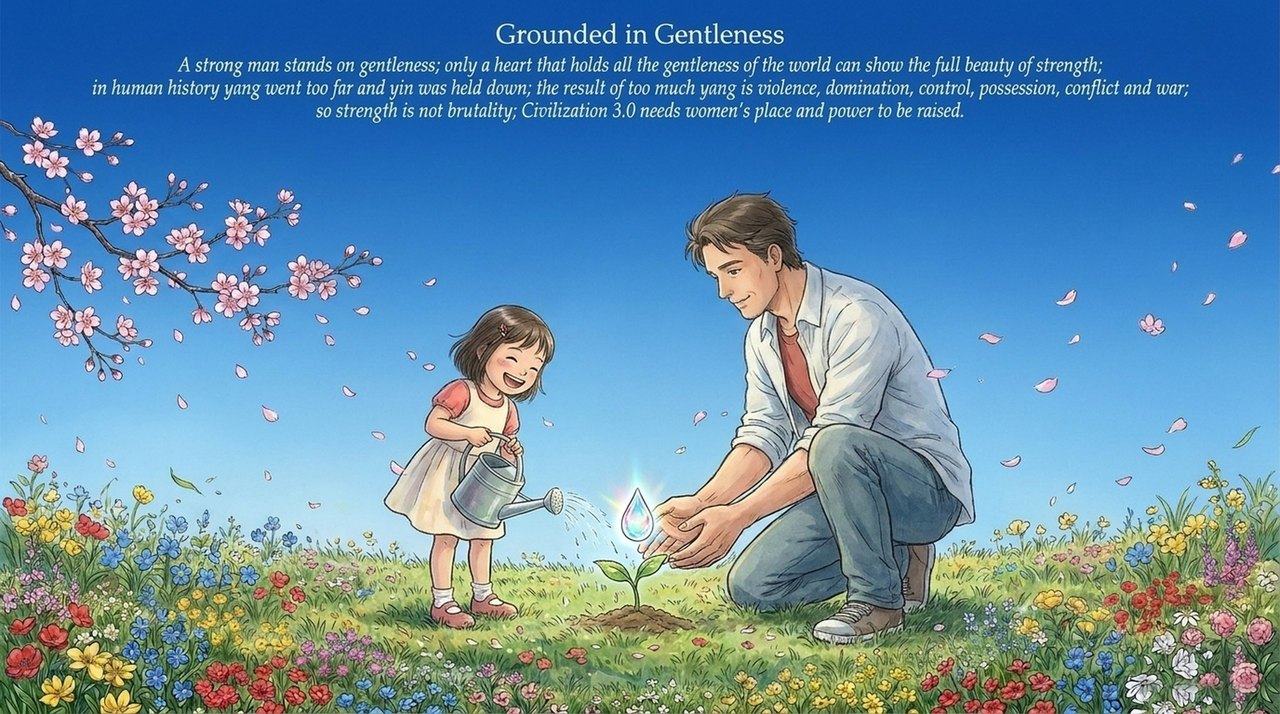 Grounded in Gentleness
A strong man stands on gentleness; only a heart that holds all the gentleness of the world can show the full beauty of strength;
in human history yang went too far and yin was held down; the result of too much yang is violence, domination, control, possession, conflict and war;
so strength is not brutality; Civilization 3.0 needs women's place and power to be raised.